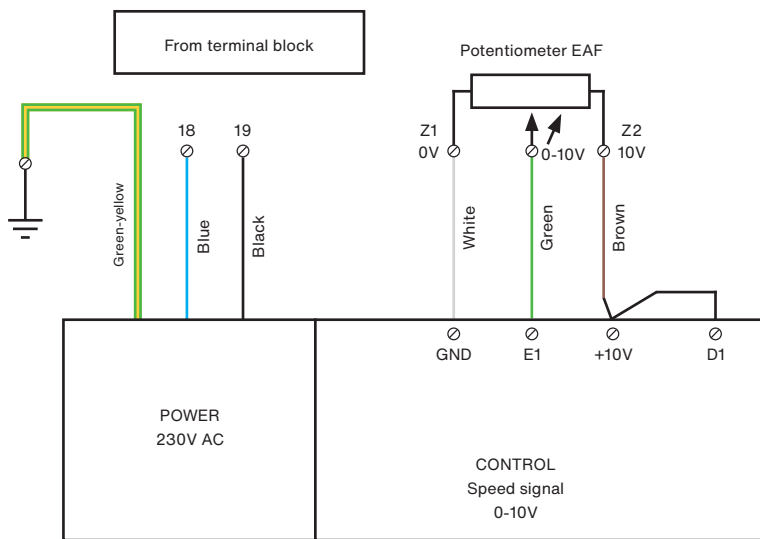 From terminal block
Potentiometer EAF
18
19
Z1
0V
0-10V
Z2
10V
Green-yellow
Blue
Black
White
Green
Brown
GND
E1
+10V
D1
POWER
230V AC
CONTROL
Speed signal
0-10V